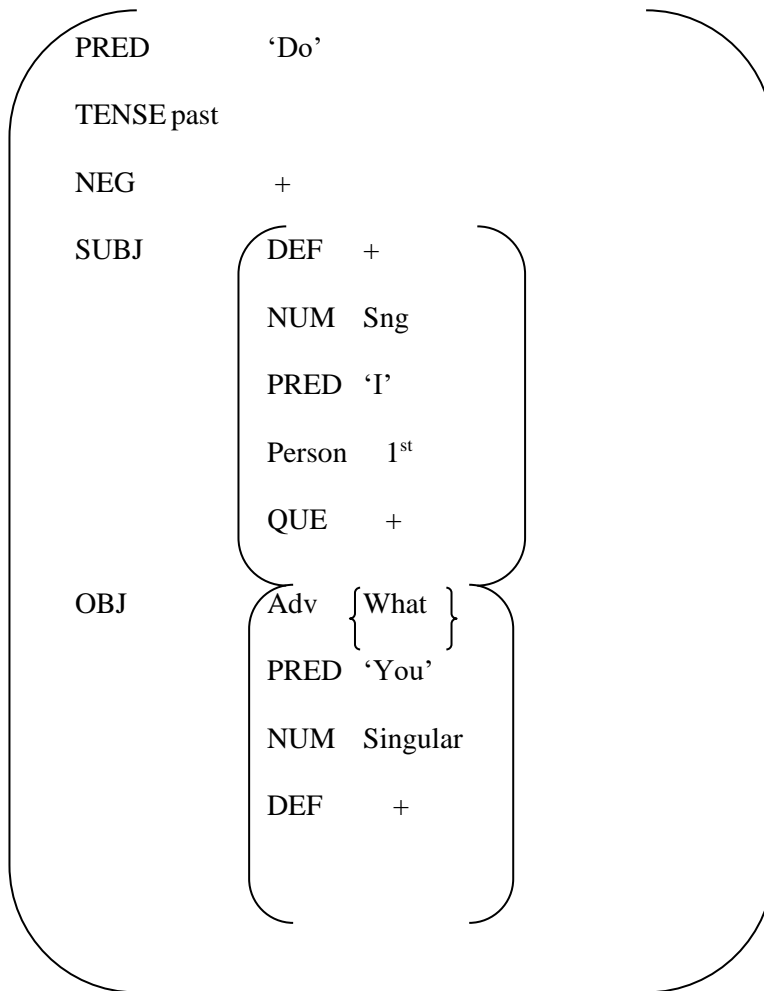 PRED ‘Do’
TENSE past
NEG +
SUBJ DEF +
NUM Sng
PRED ‘I’
Person 1st
QUE +
OBJ Adv {What}
PRED ‘You’
NUM Singular
DEF +